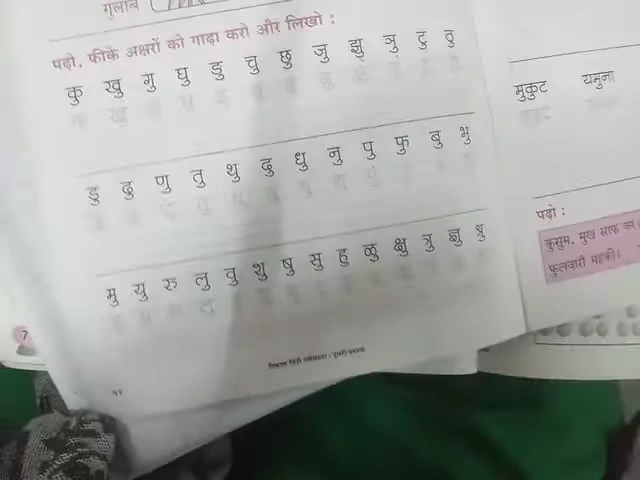 गुलाब
पढ़ो, फीके अक्षरों को गाढ़ा करो और लिखो :
कु खु गु घु ङु चु छु जु झु ञु टु ठु
डु ढु णु तु थु दु धु नु पु फु बु भु
मु यु रु लु वु शु षु सु हु ळु क्षु त्रु ज्ञु श्रु
मुकुट यमुना
पढ़ो :
कुसुम, मुख साफ़ कर।
फुलवारी महकी।